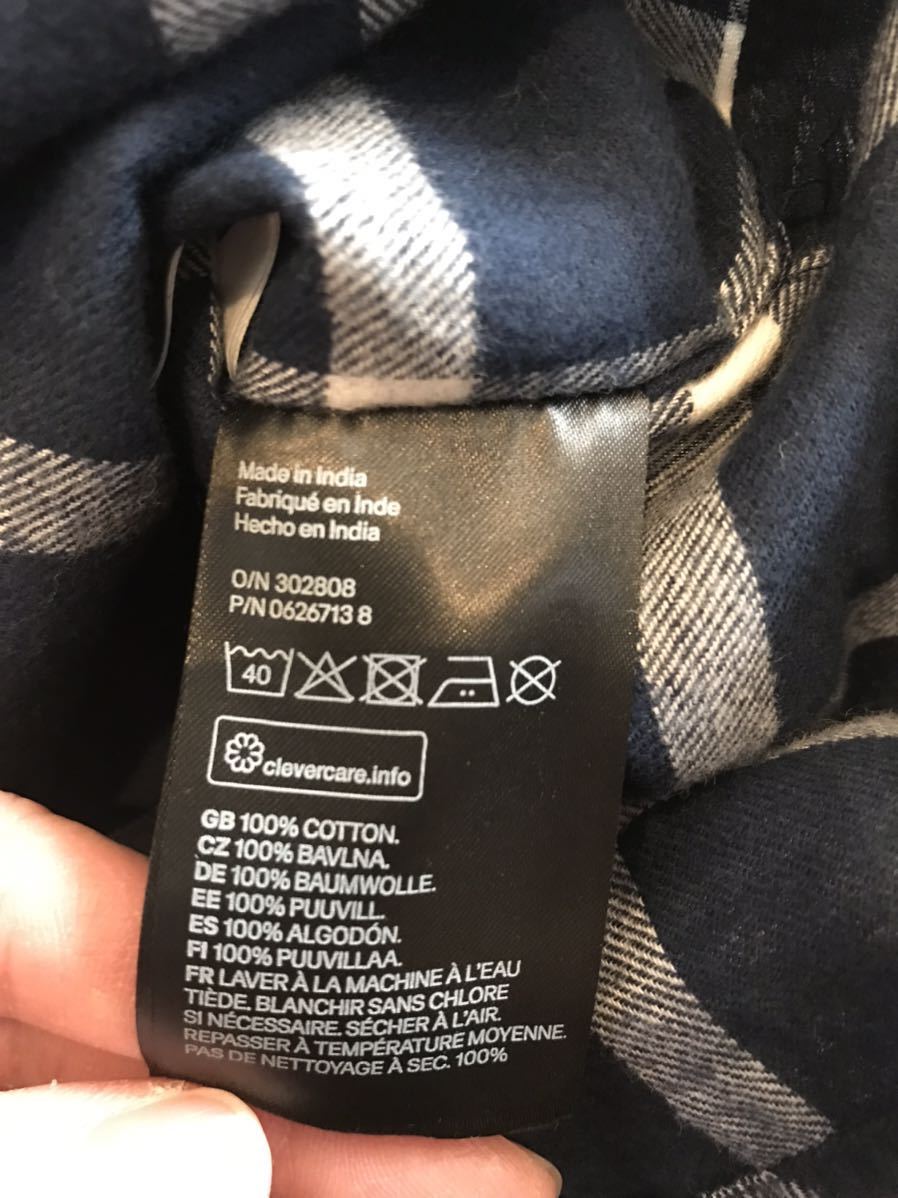 Made in India
Fabriqué en Inde
Hecho en India
O/N 302808
P/N 0626713 8
40
clevercare.info
GB 100% COTTON.
CZ 100% BAVLNA.
DE 100% BAUMWOLLE.
EE 100% PUUVILL.
ES 100% ALGODÓN.
FI 100% PUUVILLAA.
FR LAVER À LA MACHINE À L'EAU
TIÈDE. BLANCHIR SANS CHLORE
SI NÉCESSAIRE. SÉCHER À L'AIR.
REPASSER À TEMPÉRATURE MOYENNE.
PAS DE NETTOYAGE À SEC. 100%